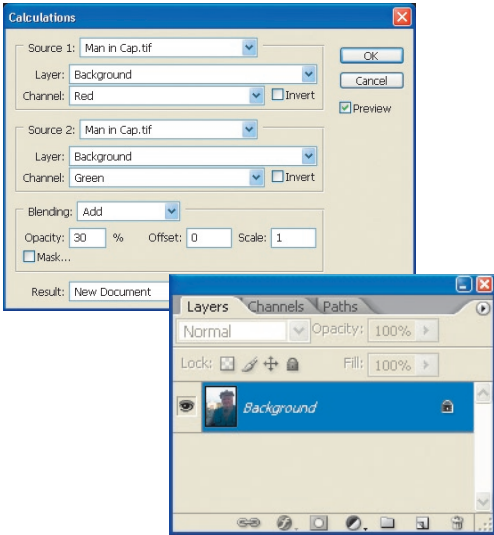 Calculations
Source 1: Man in Cap.tif
Layer: Background
Channel: Red Invert
OK
Cancel
Preview
Source 2: Man in Cap.tif
Layer: Background
Channel: Green Invert
Blending: Add
Opacity: 30 % Offset: 0 Scale: 1
Mask...
Result: New Document
Layers Channels Paths
Normal Opacity: 100%
Lock: Fill: 100%
Background